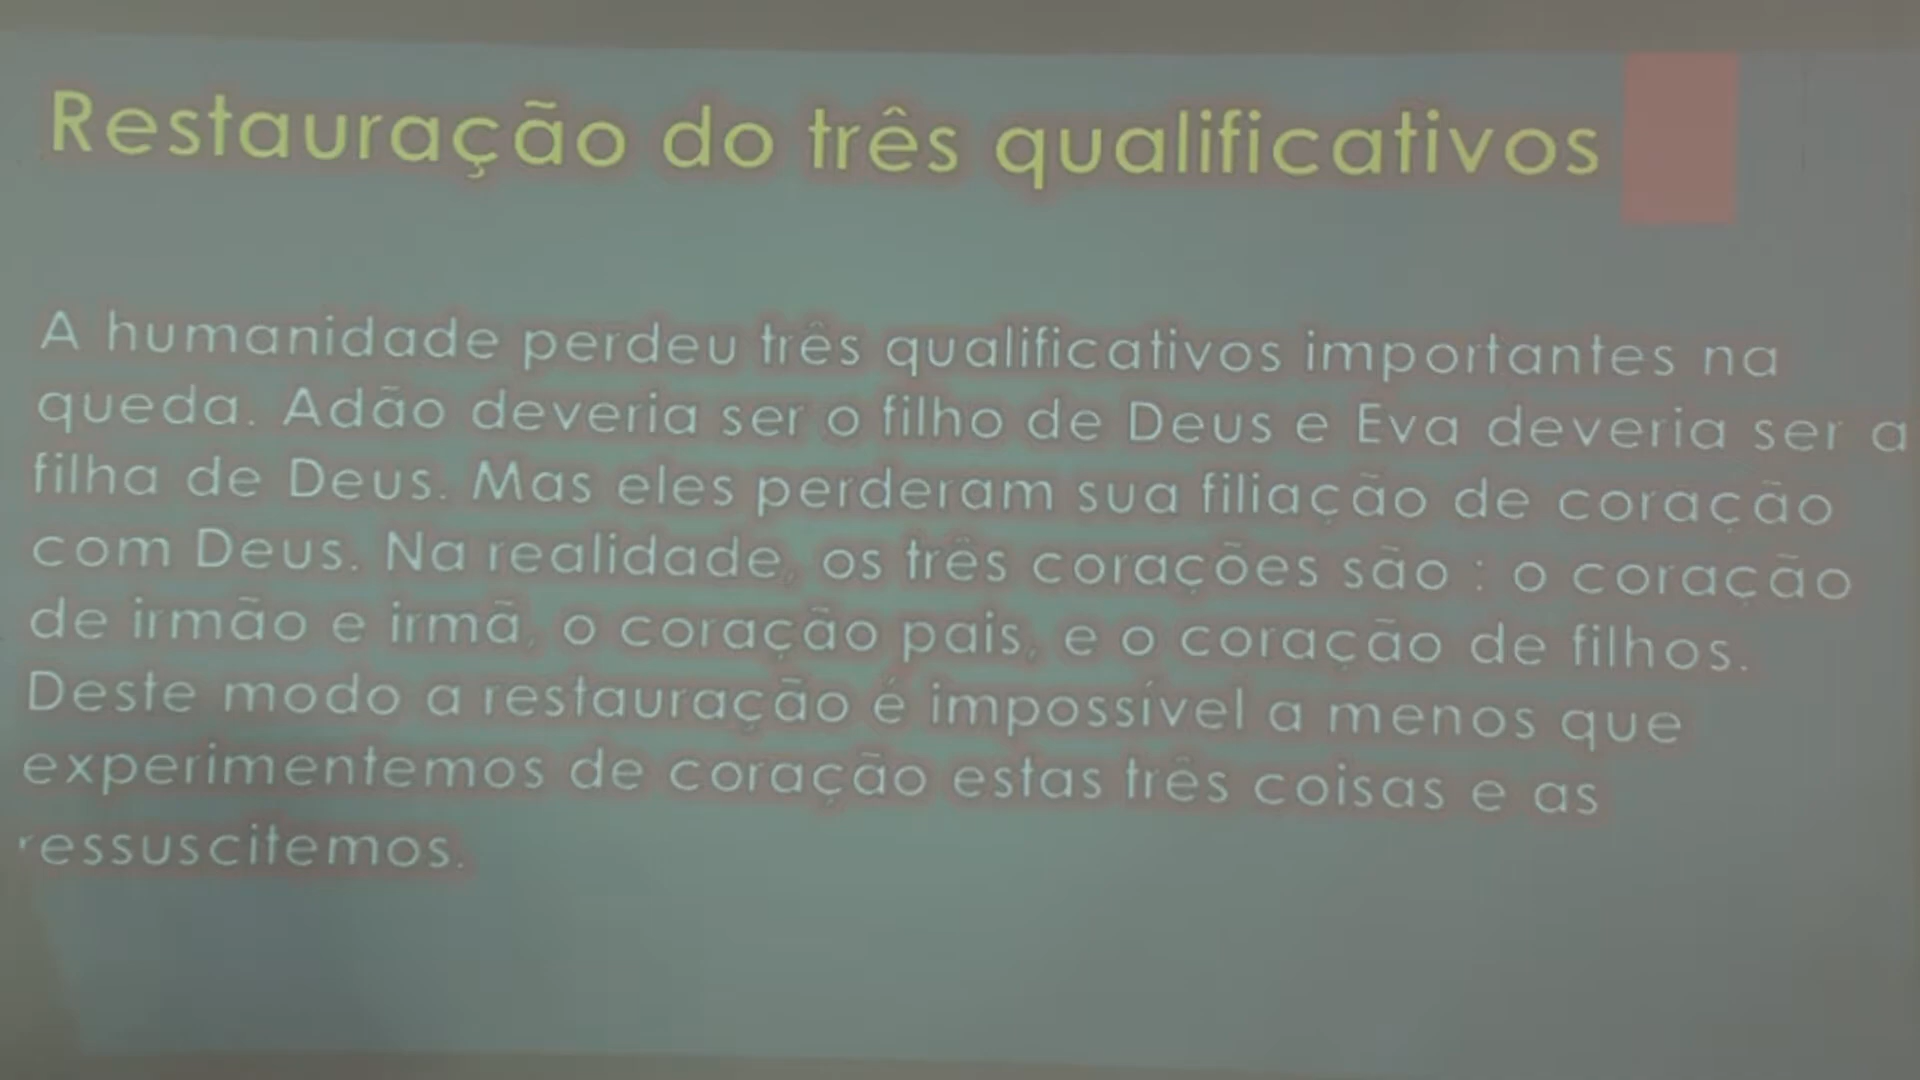 Restauração do três qualificativos
A humanidade perdeu três qualificativos importantes na
queda. Adão deveria ser o filho de Deus e Eva deveria ser a
filha de Deus. Mas eles perderam sua filiação de coração
com Deus. Na realidade, os três corações são : o coração
de irmão e irmã, o coração pais, e o coração de filhos.
Deste modo a restauração é impossível a menos que
experimentemos de coração estas três coisas e as
ressuscitemos.